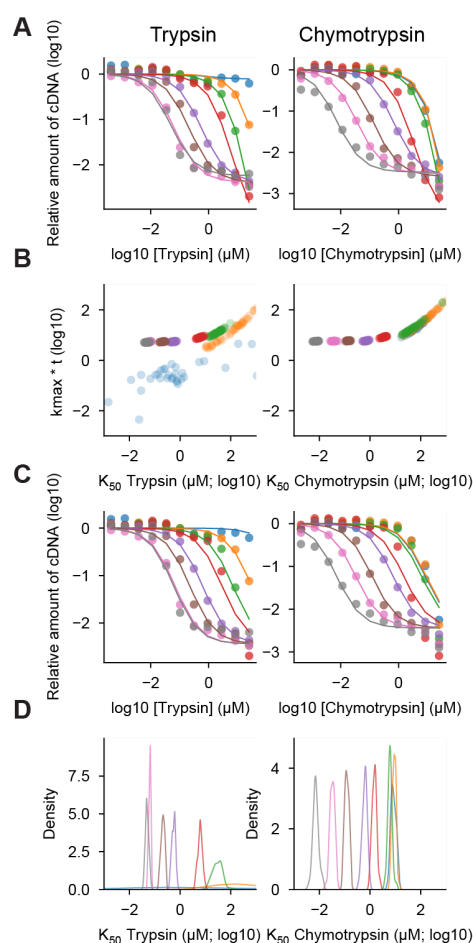 A
Trypsin
Chymotrypsin
Relative amount of cDNA (log10)
0
−1
−2
0
−1
−2
−3
−2
0
−2
0
log10 [Trypsin] (μM)
log10 [Chymotrypsin] (μM)
B
kmax * t (log10)
2
0
−2
2
0
−2
−2
0
2
−2
0
2
K50 Trypsin (μM; log10)
K50 Chymotrypsin (μM; log10)
C
Relative amount of cDNA (log10)
0
−1
−2
0
−1
−2
−3
−2
0
−2
0
log10 [Trypsin] (μM)
log10 [Chymotrypsin] (μM)
D
Density
7.5
5.0
2.5
0.0
Density
4
2
0
−2
0
2
−2
0
2
K50 Trypsin (μM; log10)
K50 Chymotrypsin (μM; log10)